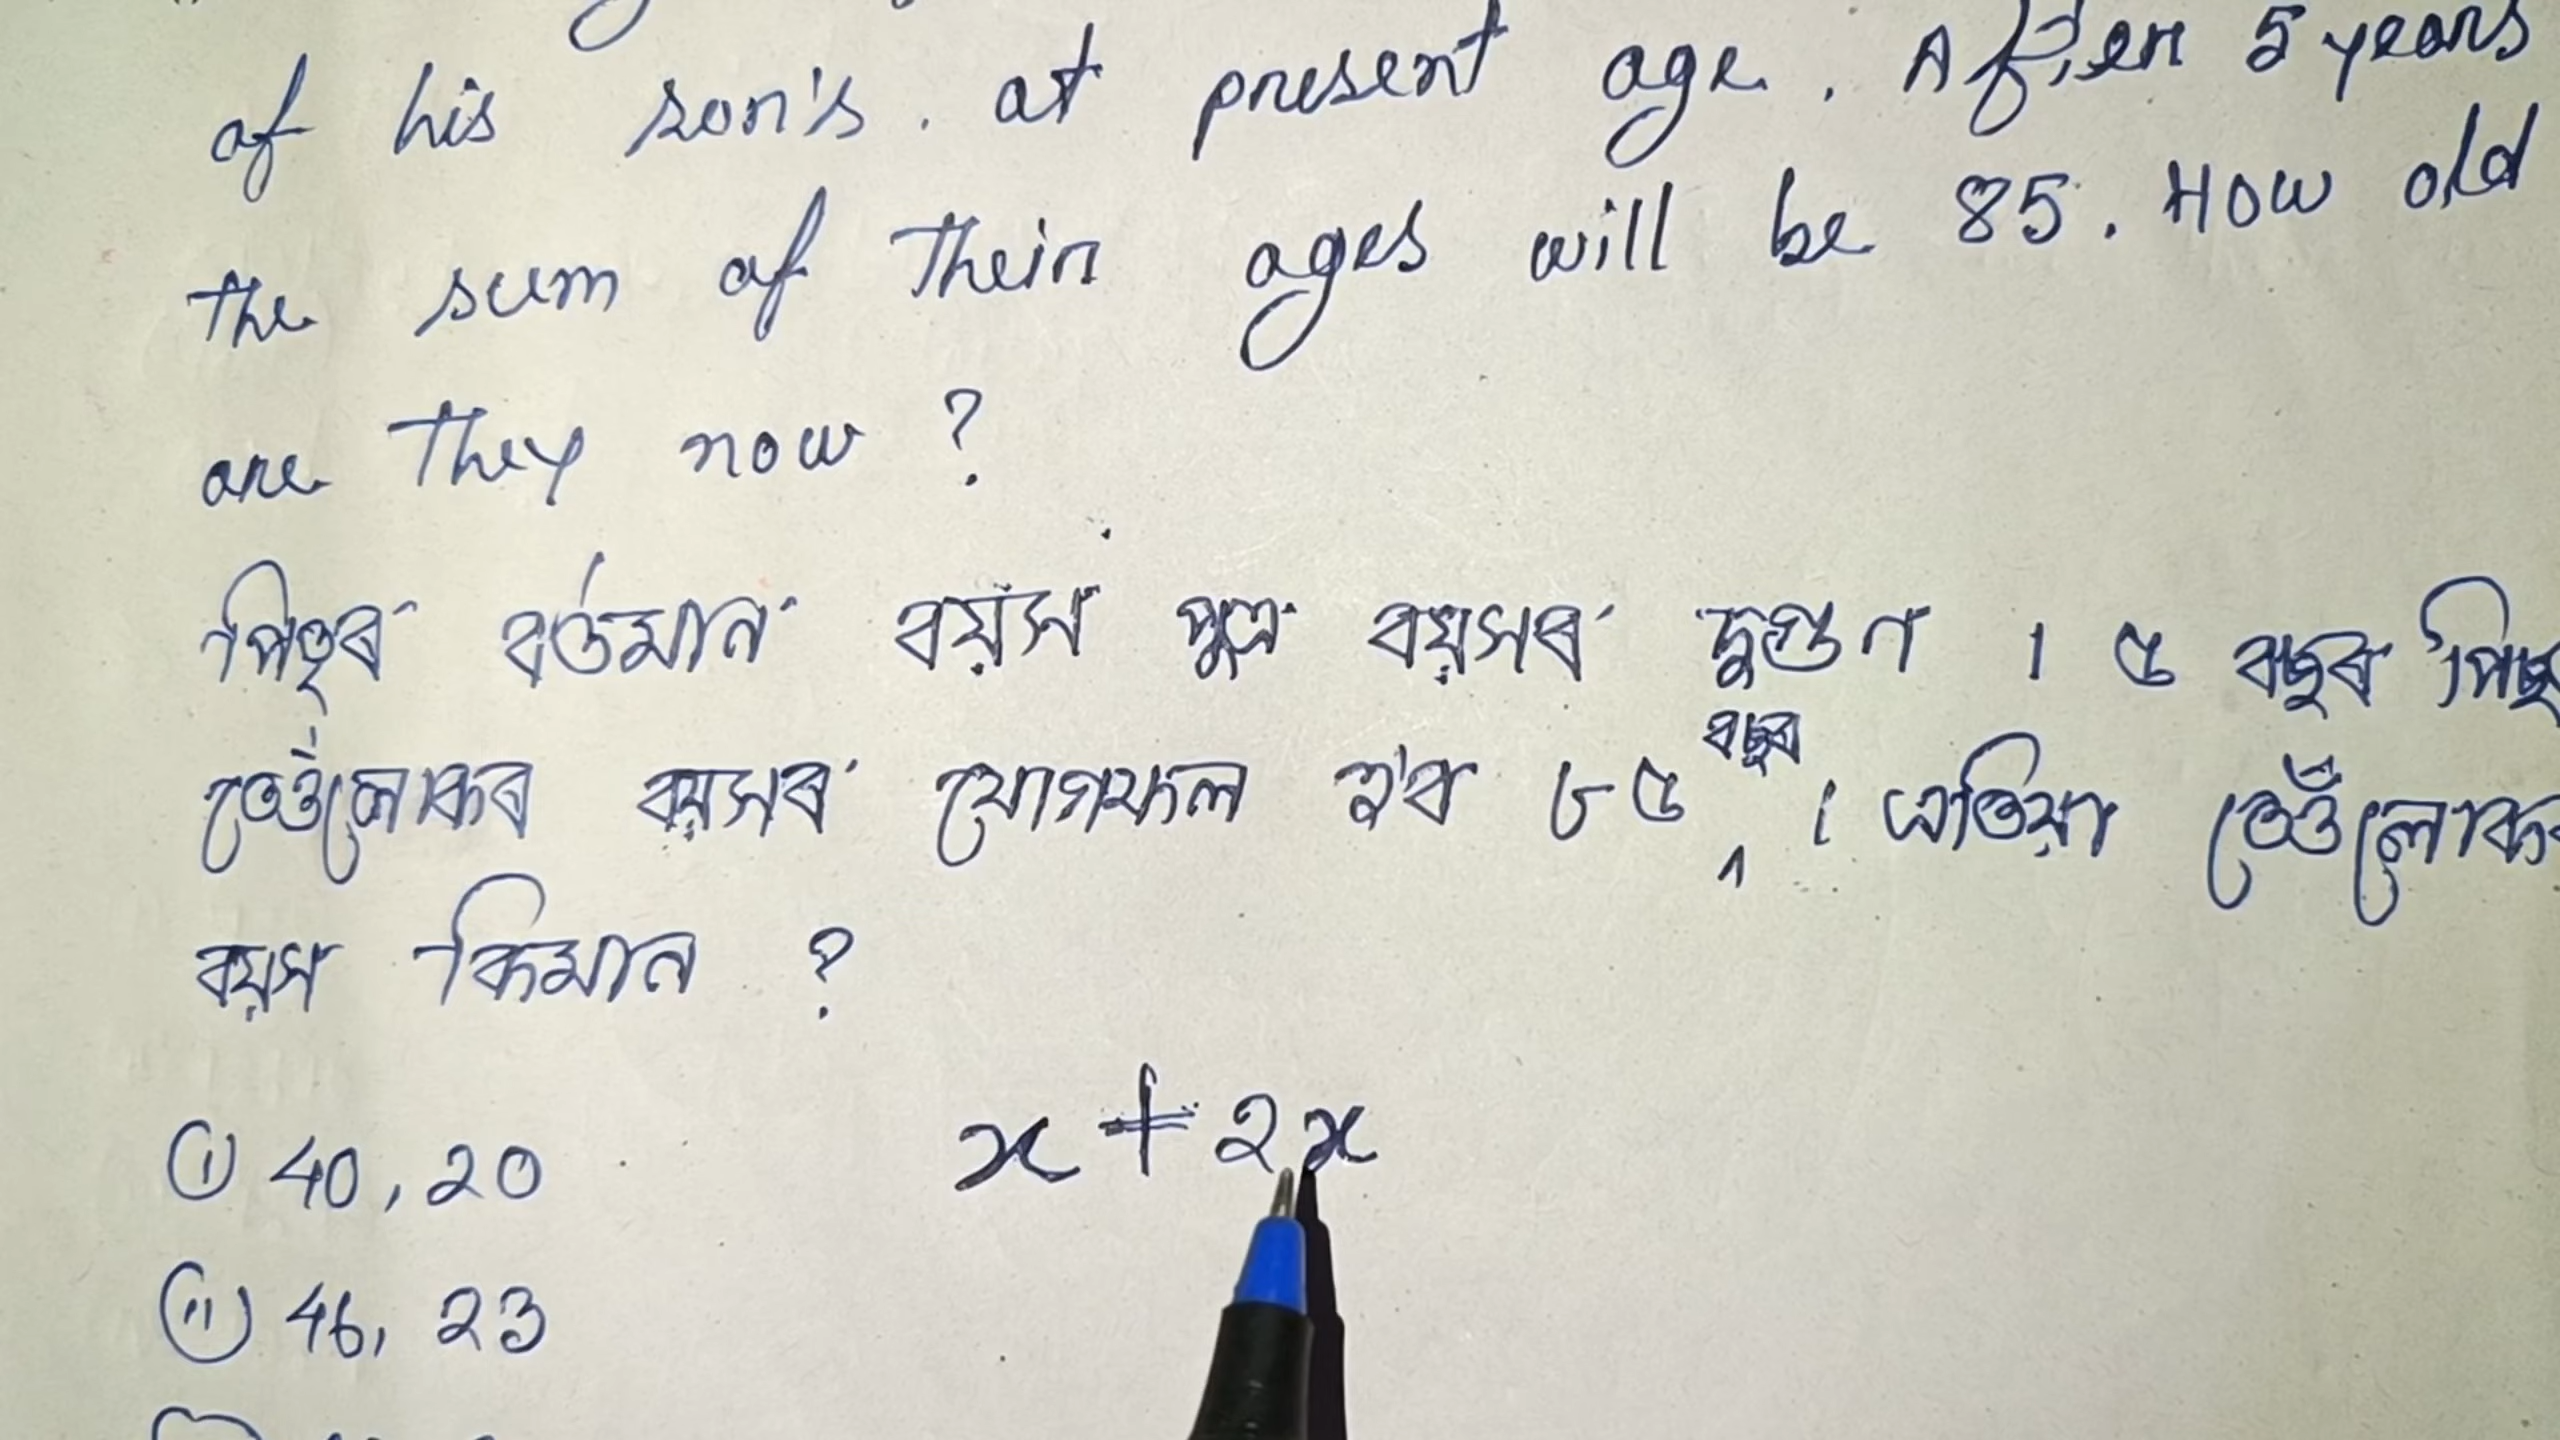 of his son's. at present age. After 5 years
the sum of their ages will be 85. How old
are they now ?
পিতৃৰ বৰ্তমান বয়স পুত্ৰ বয়সৰ দুগুণ । ৫ বছৰ পিছ
বছৰ
তেওঁলোকৰ বয়সৰ যোগফল হ'ব ৮৫ ^ । এতিয়া তেওঁলোকৰ
বয়স কিমান ?
x + 2x
(i) 40, 20
(ii) 46, 23